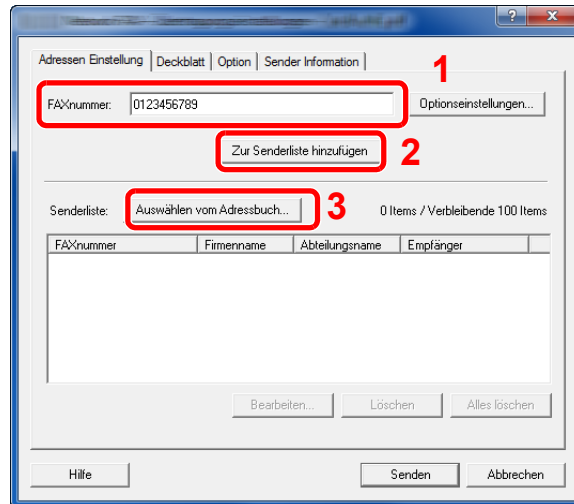 Adressen Einstellung Deckblatt Option Sender Information
1
FAXnummer: 0123456789 Optionseinstellungen...
Zur Senderliste hinzufügen 2
Senderliste: Auswählen vom Adressbuch... 3 0 Items / Verbleibende 100 Items
FAXnummer Firmenname Abteilungsname Empfänger
Bearbeiten... Löschen Alles löschen
Hilfe Senden Abbrechen